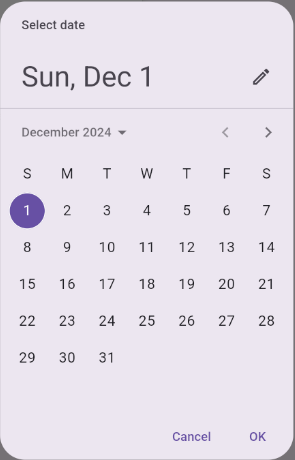 Select date
Sun, Dec 1
December 2024
S M T W T F S
1 2 3 4 5 6 7
8 9 10 11 12 13 14
15 16 17 18 19 20 21
22 23 24 25 26 27 28
29 30 31
Cancel OK